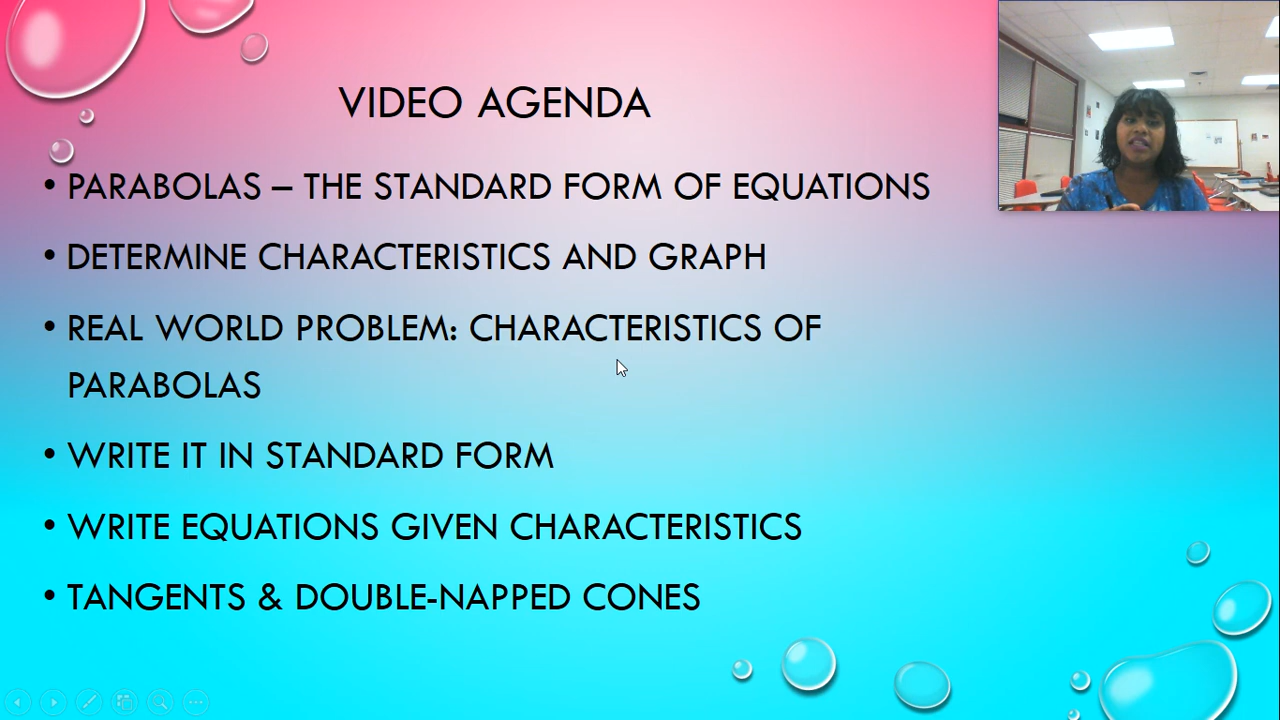 VIDEO AGENDA
• PARABOLAS – THE STANDARD FORM OF EQUATIONS
• DETERMINE CHARACTERISTICS AND GRAPH
• REAL WORLD PROBLEM: CHARACTERISTICS OF
PARABOLAS
• WRITE IT IN STANDARD FORM
• WRITE EQUATIONS GIVEN CHARACTERISTICS
• TANGENTS & DOUBLE-NAPPED CONES